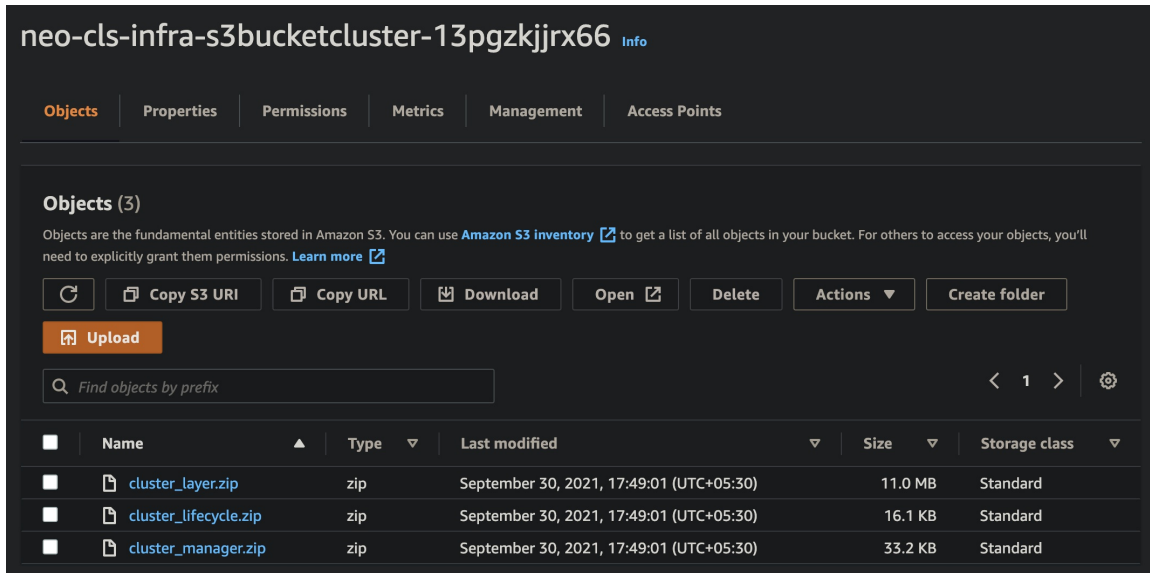 neo-cls-infra-s3bucketcluster-13pgzkjjrx66 Info
Objects Properties Permissions Metrics Management Access Points
Objects (3)
Objects are the fundamental entities stored in Amazon S3. You can use Amazon S3 inventory to get a list of all objects in your bucket. For others to access your objects, you'll
need to explicitly grant them permissions. Learn more
Copy S3 URI Copy URL Download Open Delete Actions Create folder
Upload
Find objects by prefix 1
Name Type Last modified Size Storage class
cluster_layer.zip zip September 30, 2021, 17:49:01 (UTC+05:30) 11.0 MB Standard
cluster_lifecycle.zip zip September 30, 2021, 17:49:01 (UTC+05:30) 16.1 KB Standard
cluster_manager.zip zip September 30, 2021, 17:49:01 (UTC+05:30) 33.2 KB Standard